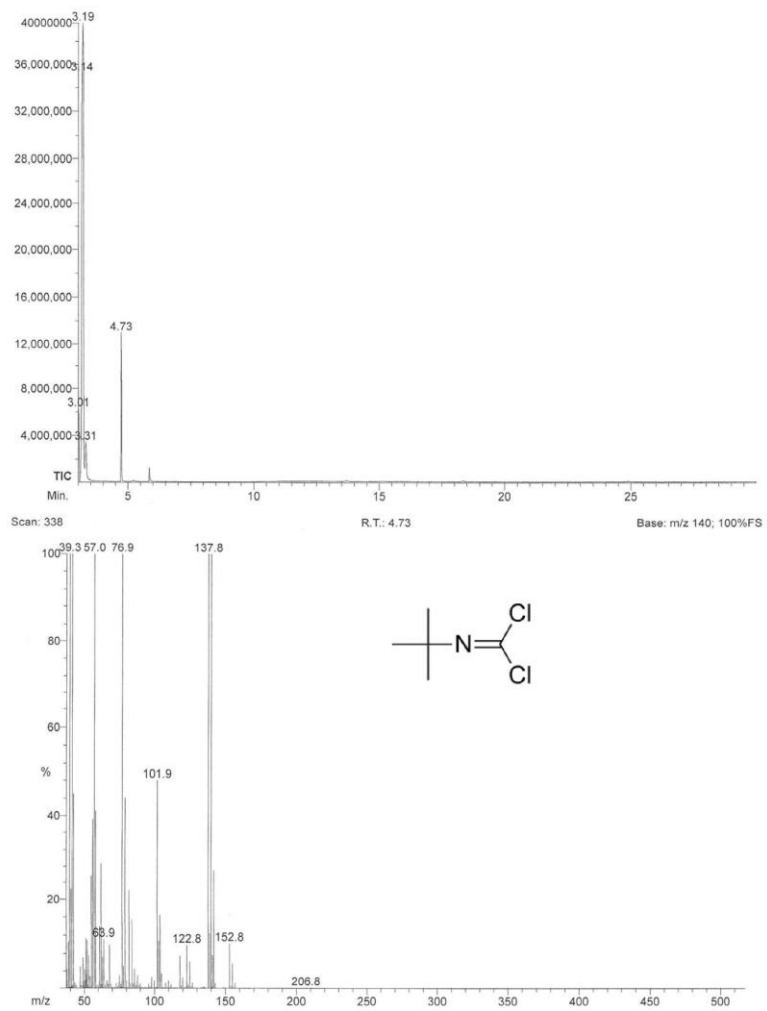 3.19
40000000
36,000,000
3.14
32,000,000
28,000,000
24,000,000
20,000,000
16,000,000
4.73
12,000,000
8,000,000
3.01
4,000,000
3.31
TIC
Min. 5 10 15 20 25
Scan: 338 R.T.: 4.73 Base: m/z 140; 100%FS
100 39.3 57.0 76.9 137.8
Cl
80
N
Cl
60
% 101.9
40
20
63.9 122.8 152.8
206.8
m/z 50 100 150 200 250 300 350 400 450 500